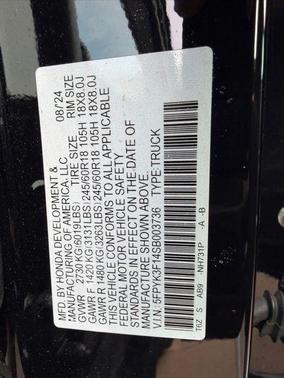 HONDA DEVELOPMENT & 08/'24
MANUFACTURING OF AMERICA, LLC
GVWR 2730 KG(6019LBS) TIRE SIZE RIM SIZE
GAWR F 1420 KG(3131LBS) 245/60R18 105H 18X8.0J
GAWR R 1480 KG(3263LBS) 245/60R18 105H 18X8.0J
THIS VEHICLE CONFORMS TO ALL APPLICABLE
FEDERAL MOTOR VEHICLE SAFETY
STANDARDS IN EFFECT ON THE DATE OF
MANUFACTURE SHOWN ABOVE.
V.I.N: 5FPYK3F14SB003736 TYPE:TRUCK
T6Z S AB9 NH731P -A -B